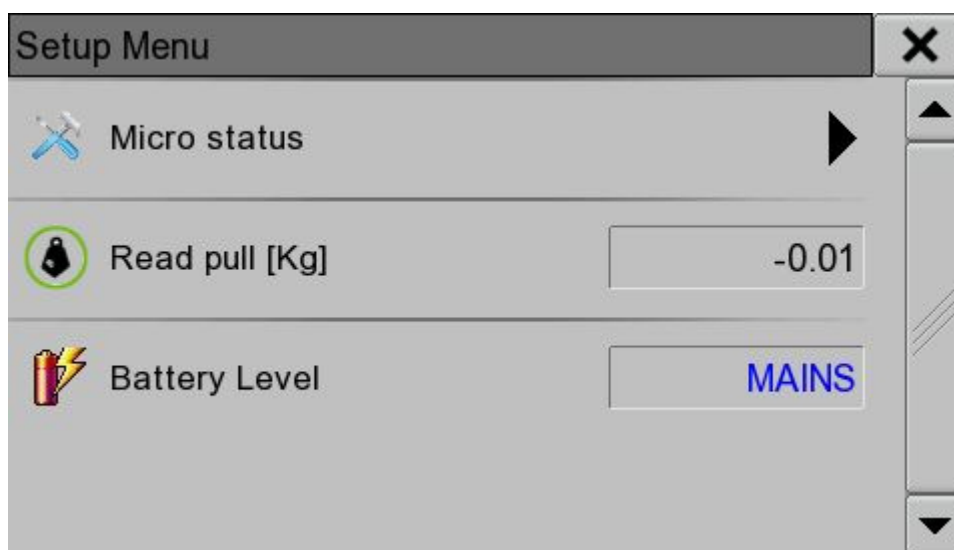 Setup Menu
Micro status
Read pull [Kg] -0.01
Battery Level MAINS